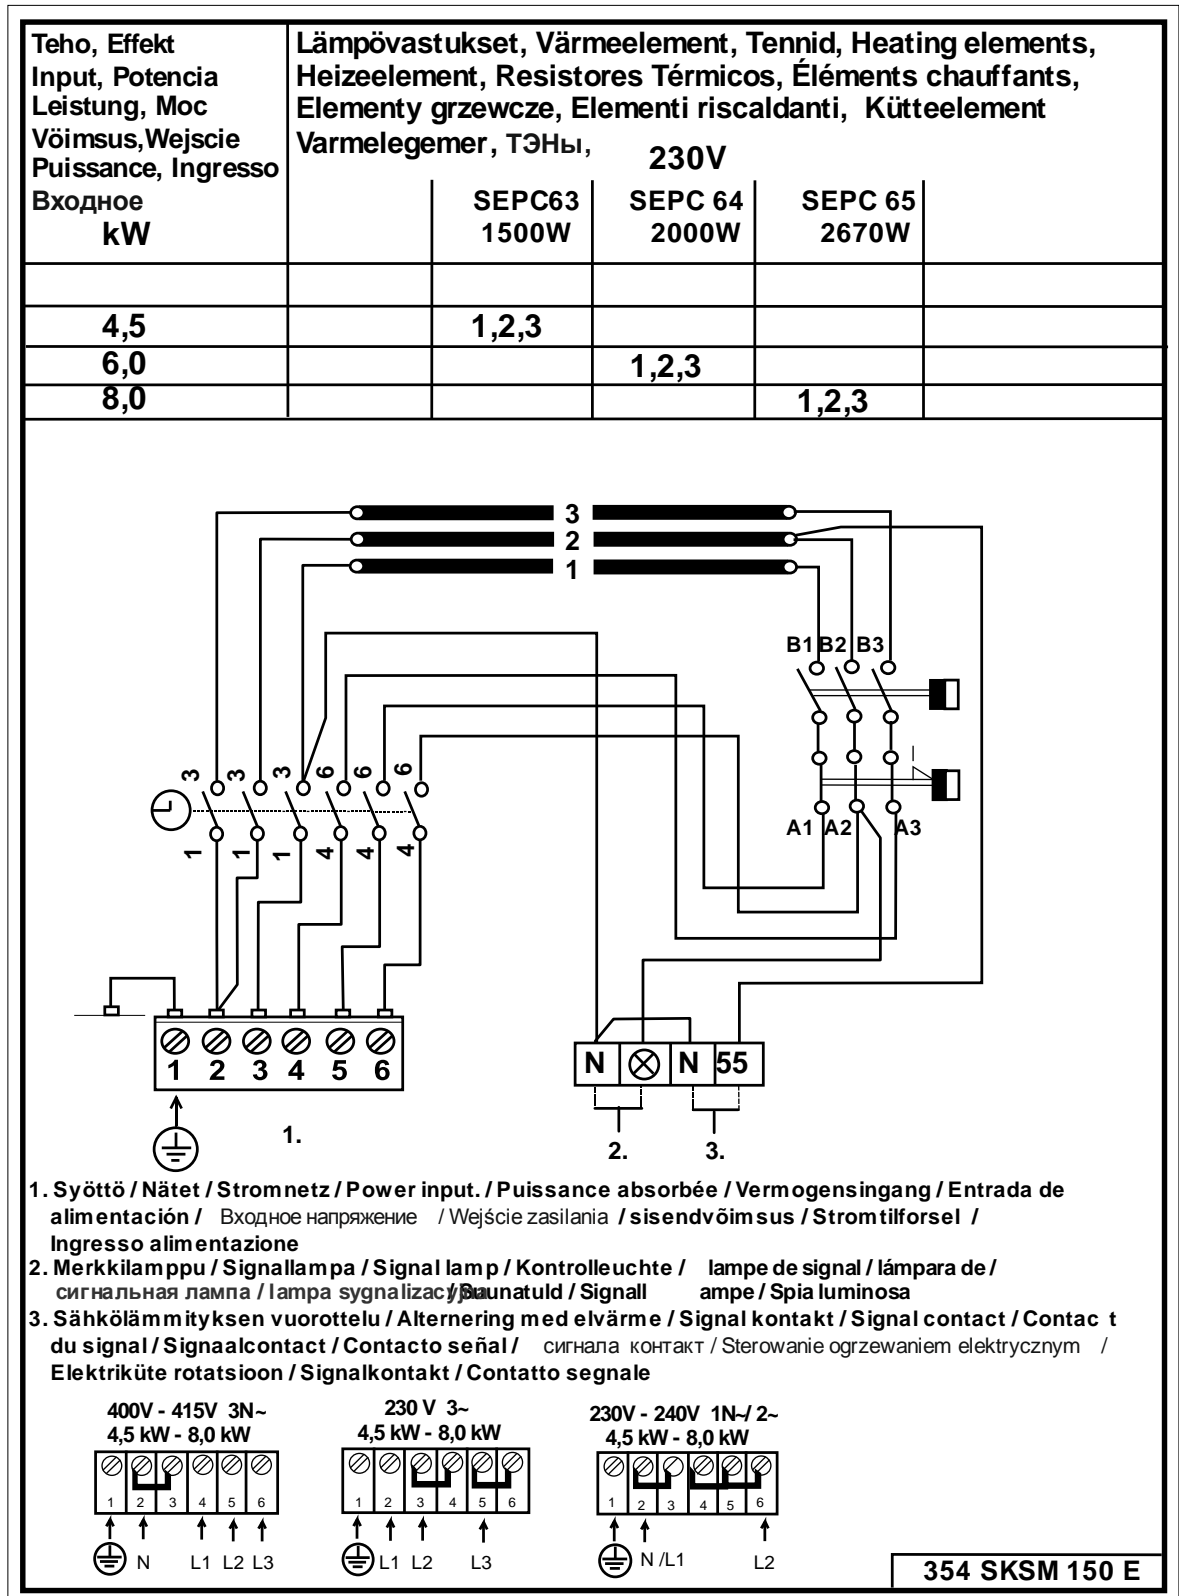 Teho, Effekt
Input, Potencia
Leistung, Moc
Vöimsus,Wejscie
Puissance, Ingresso
Входное
kW
Lämpövastukset, Värmeelement, Tennid, Heating elements,
Heizeelement, Resistores Térmicos, Éléments chauffants,
Elementy grzewcze, Elementi riscaldanti, Kütteelement
Varmelegemer, ТЭНы,
230V
SEPC63 SEPC 64 SEPC 65
1500W 2000W 2670W
4,5 1,2,3
6,0 1,2,3
8,0 1,2,3
3
2
1
B1 B2 B3
3 3 3 6 6 6
1 1 1 4 4 4
A1 A2 A3
1 2 3 4 5 6
N N 55
1.
2. 3.
1. Syöttö / Nätet / Stromnetz / Power input. / Puissance absorbée / Vermogensingang / Entrada de
alimentación / Входное напряжение / Wejście zasilania / sisendvõimsus / Stromtilforsel /
Ingresso alimentazione
2. Merkkilamppu / Signallampa / Signal lamp / Kontrolleuchte / lampe de signal / lámpara de /
сигнальная лампа / lampa sygnalizacyjna / Suunatuld / Signall ampe / Spia luminosa
3. Sähkölämmityksen vuorottelu / Alternering med elvärme / Signal kontakt / Signal contact / Contac t
du signal / Signaalcontact / Contacto señal / сигнала контакт / Sterowanie ogrzewaniem elektrycznym /
Elektriküte rotatsioon / Signalkontakt / Contatto segnale
400V - 415V 3N~
4,5 kW - 8,0 kW
1 2 3 4 5 6
N L1 L2 L3
230 V 3~
4,5 kW - 8,0 kW
1 2 3 4 5 6
L1 L2 L3
230V - 240V 1N~/ 2~
4,5 kW - 8,0 kW
1 2 3 4 5 6
N /L1 L2
354 SKSM 150 E